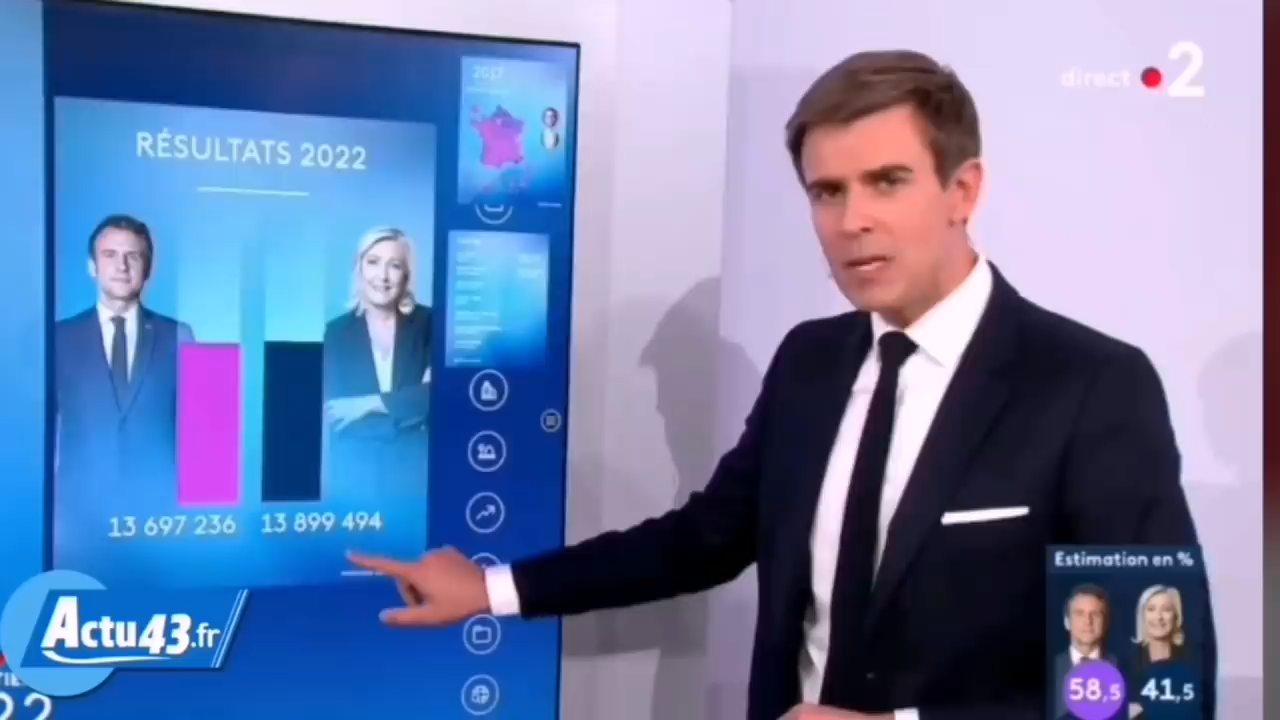 direct 2
2017
RÉSULTATS 2022
13 697 236 13 899 494
Estimation en %
58,5 41,5
Actu43.fr
22